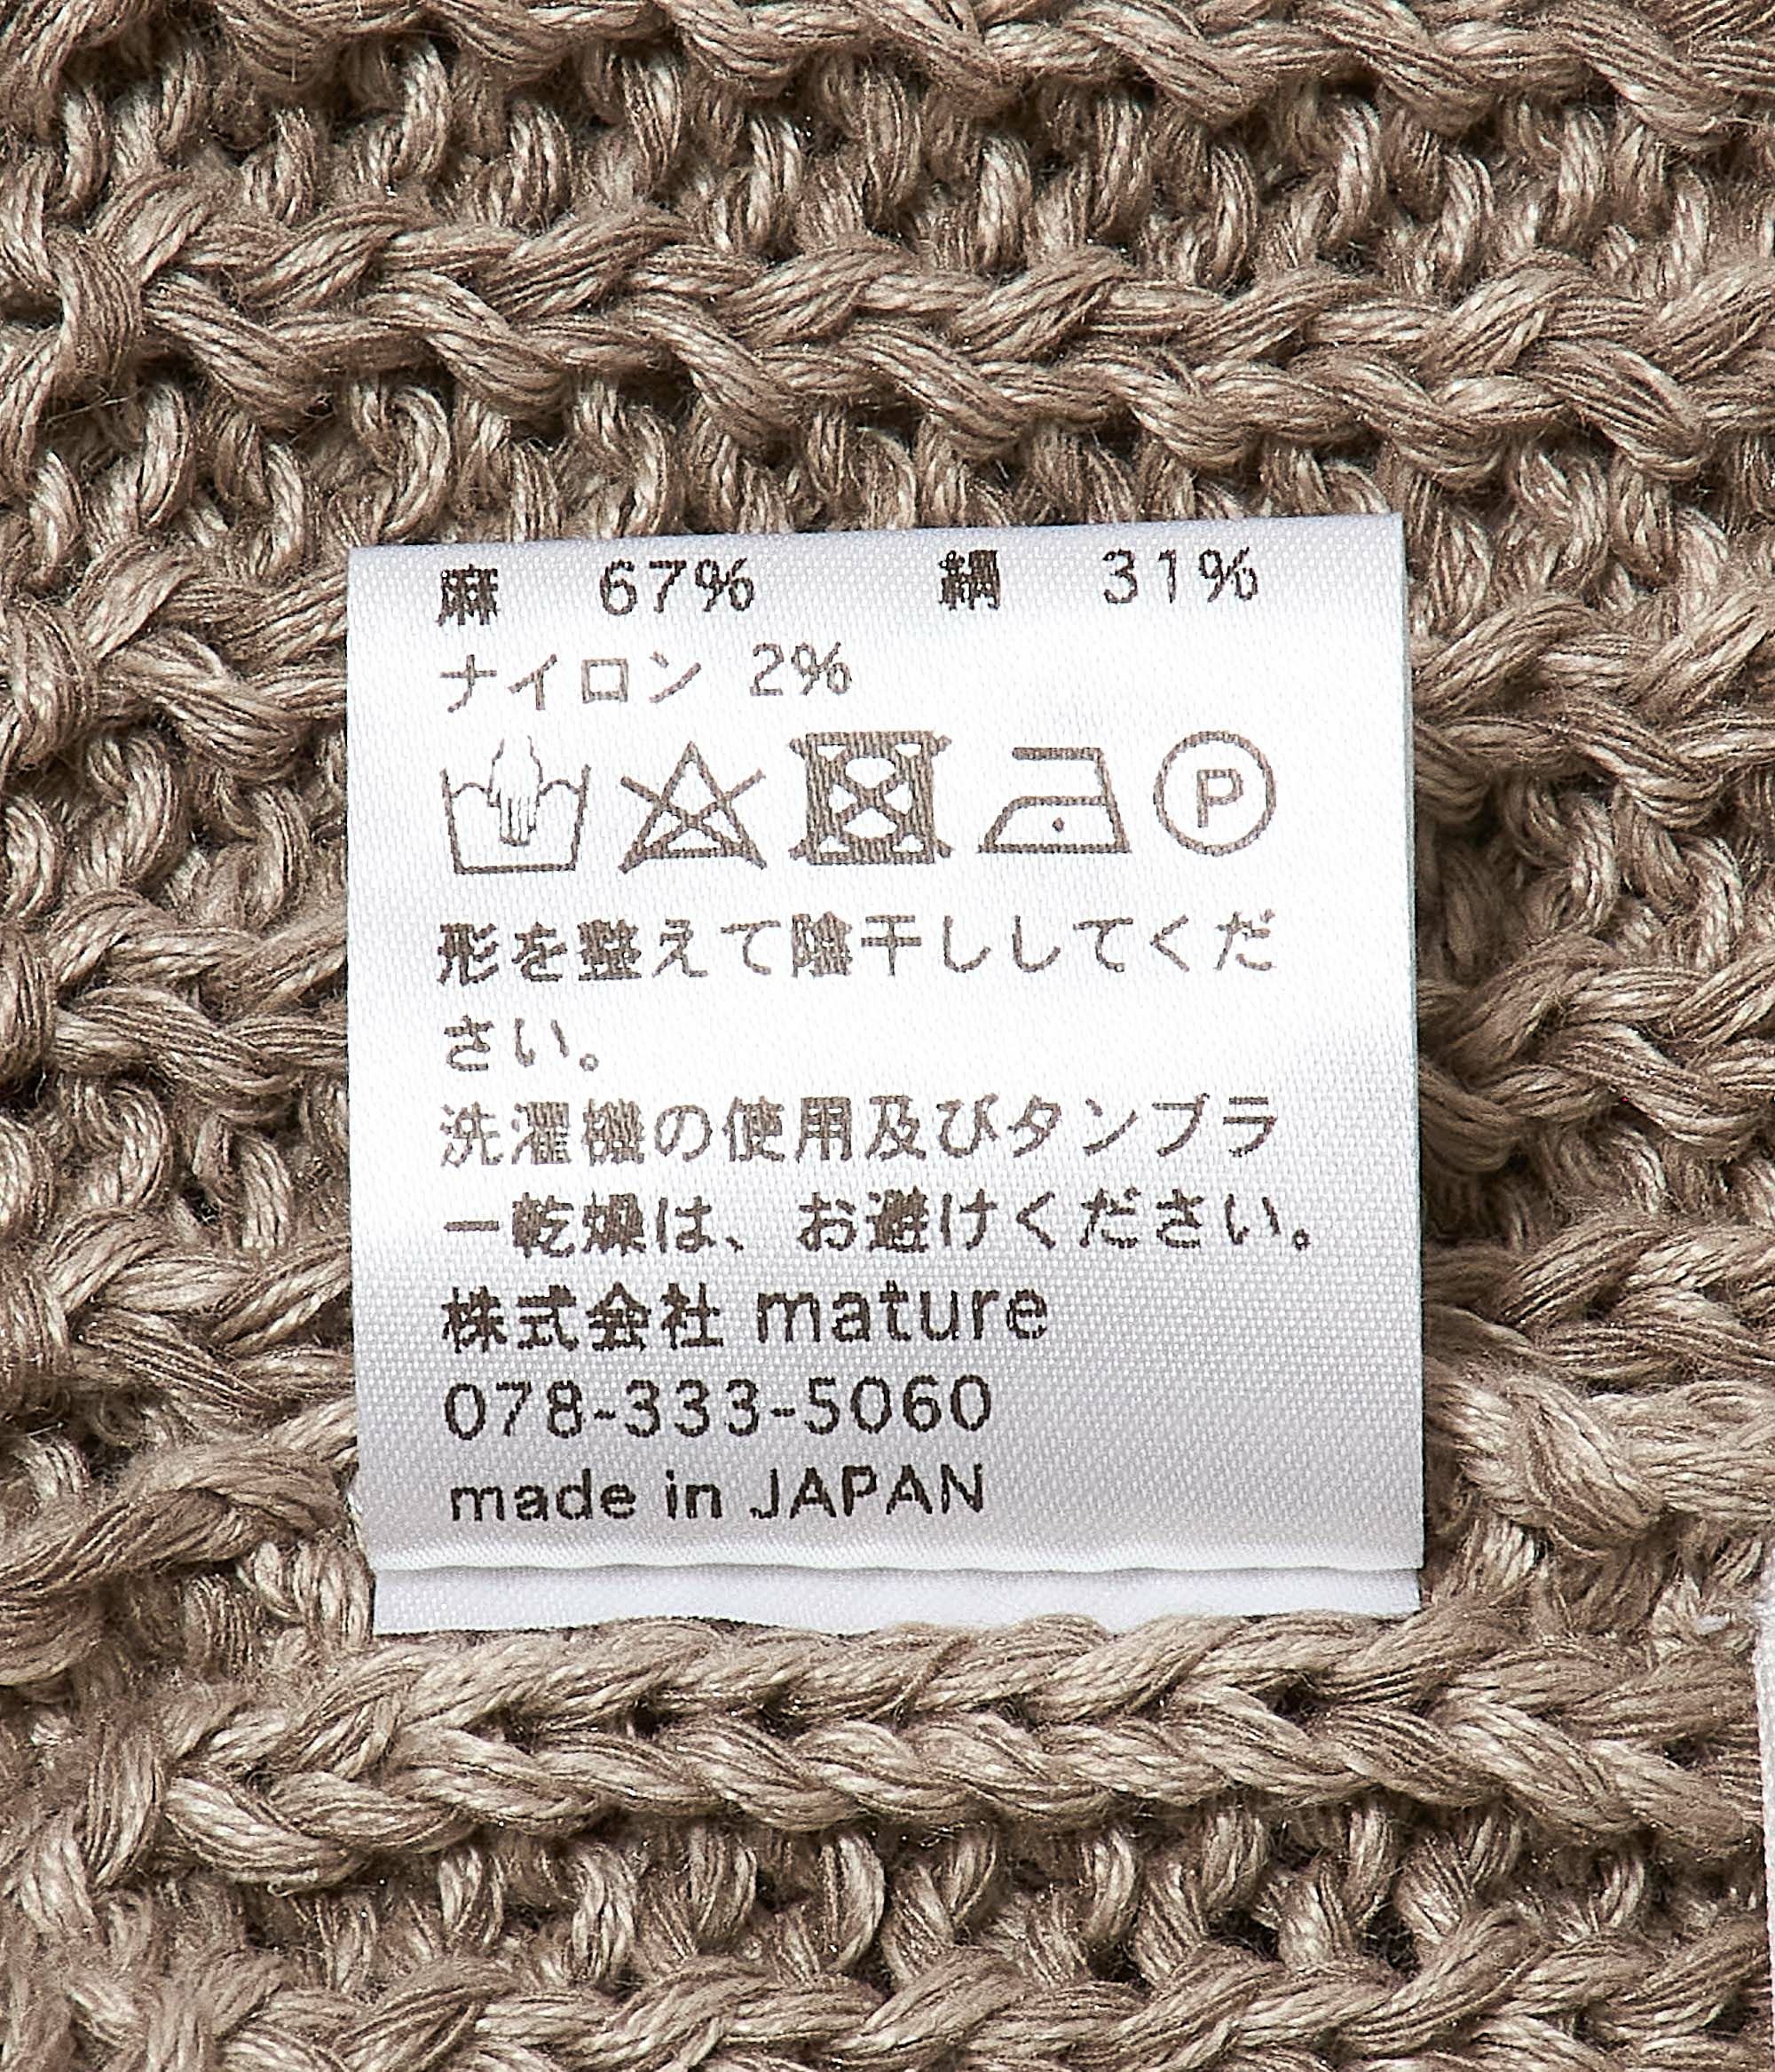 麻 67% 綿 31%
ナイロン 2%
P
形を整えて陰干ししてくだ
さい。
洗濯機の使用及びタンブラ
ー乾燥は、お避けください。
株式会社 mature
078-333-5060
made in JAPAN